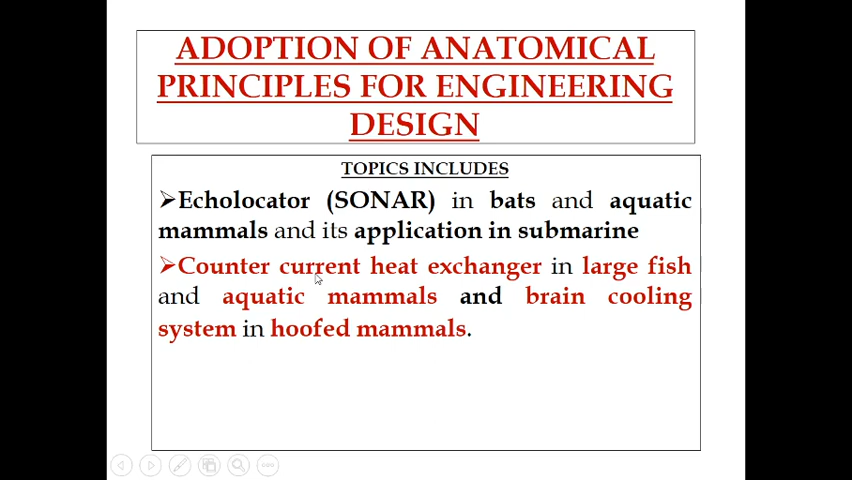 ADOPTION OF ANATOMICAL
PRINCIPLES FOR ENGINEERING
DESIGN
TOPICS INCLUDES
➢Echolocator (SONAR) in bats and aquatic
mammals and its application in submarine
➢Counter current heat exchanger in large fish
and aquatic mammals and brain cooling
system in hoofed mammals.